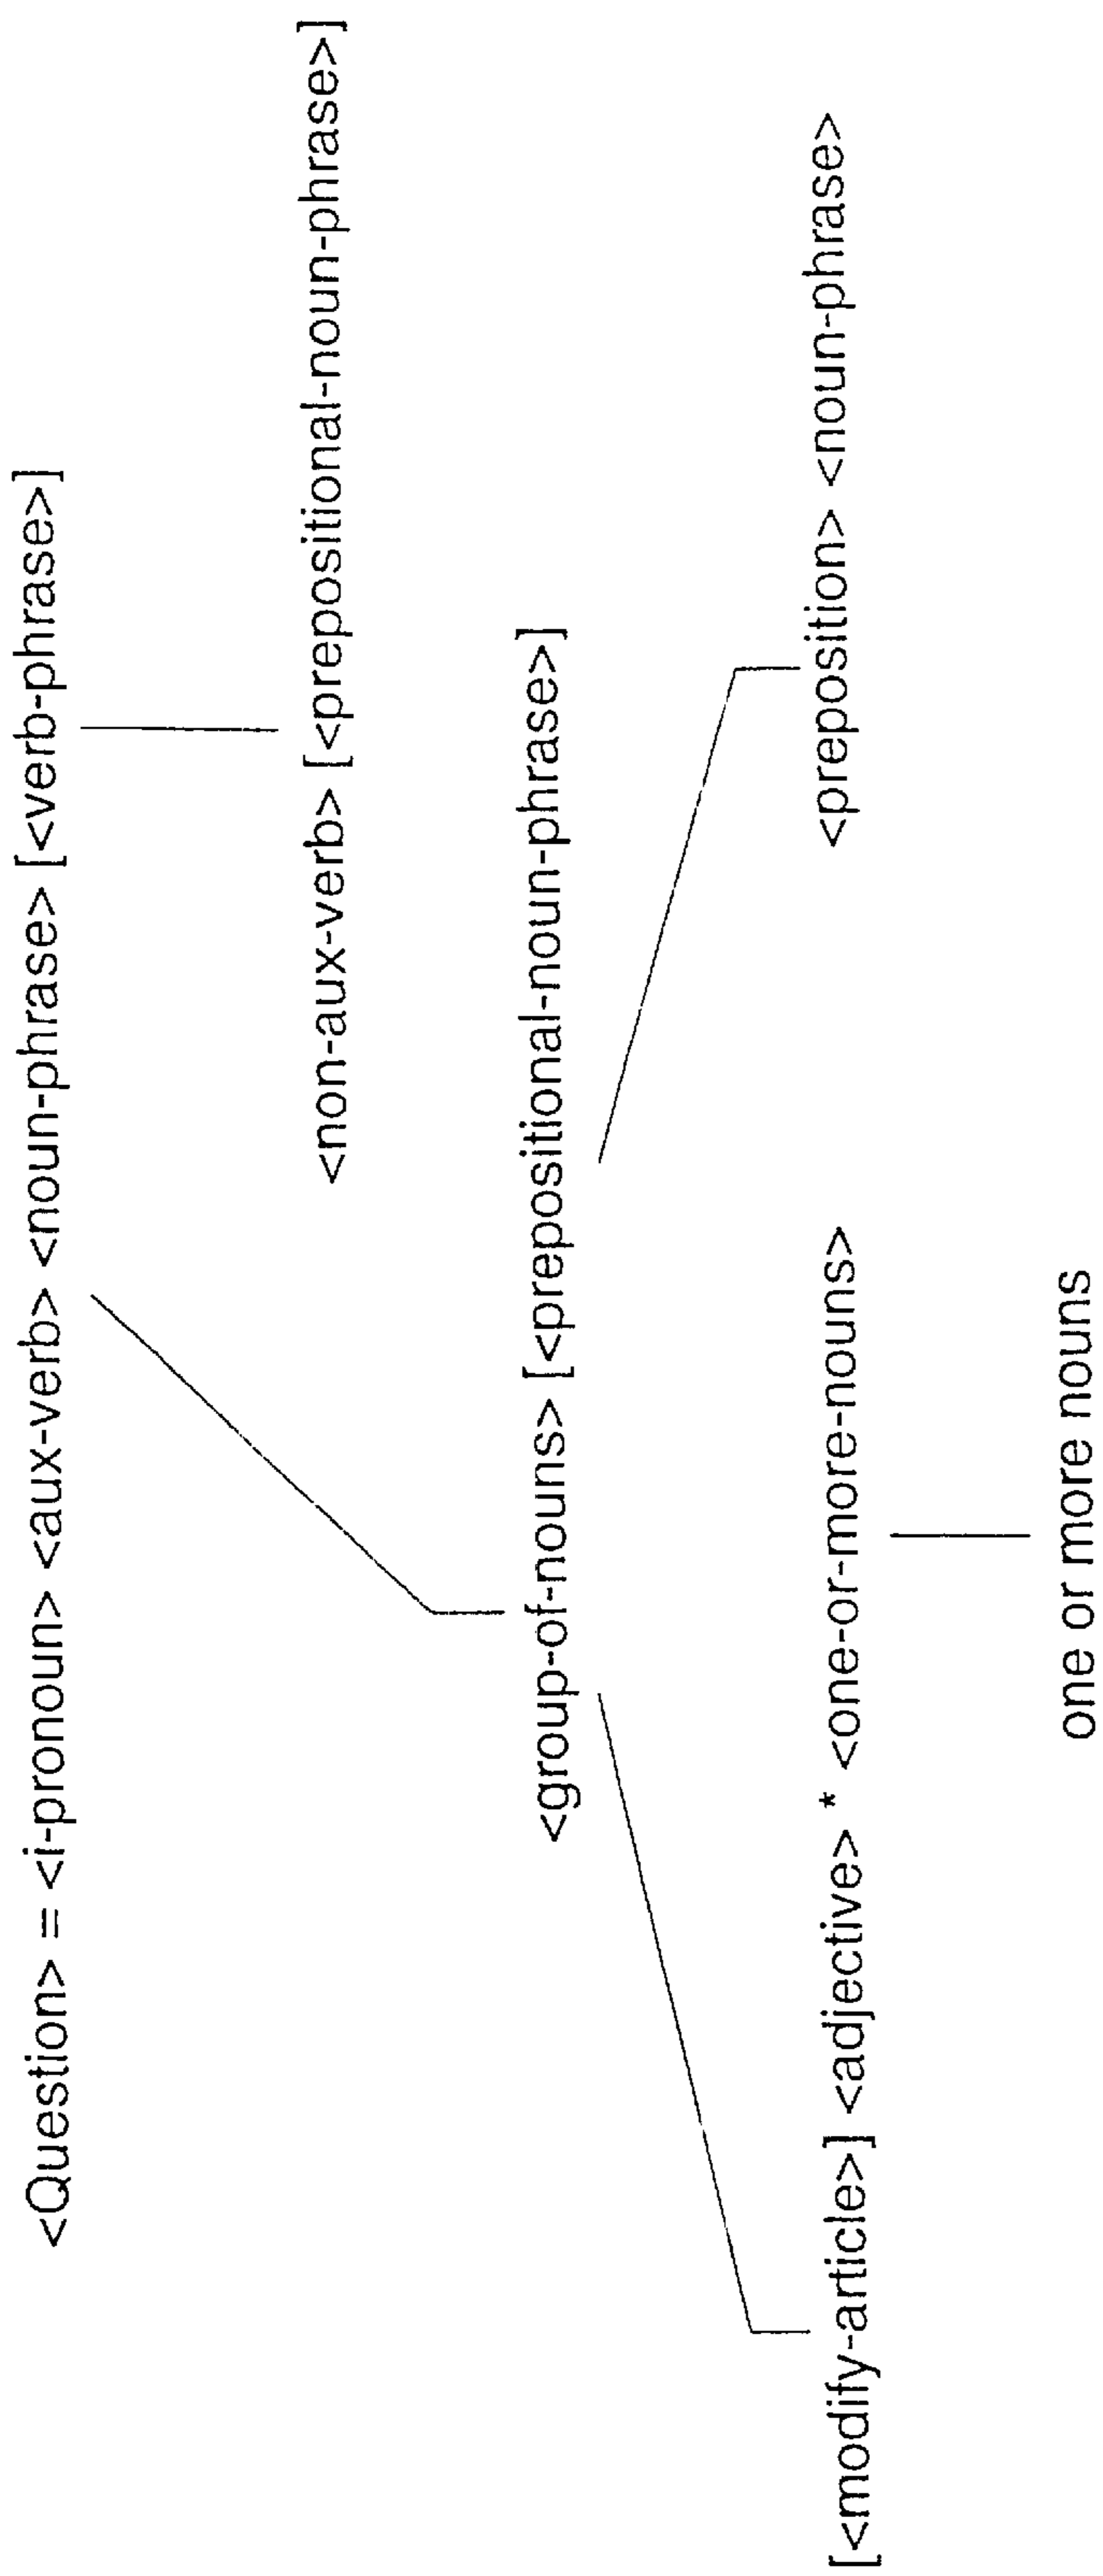 <Question> = <i-pronoun> <aux-verb> <noun-phrase> [<verb-phrase>]
<non-aux-verb> [<prepositional-noun-phrase>]
<group-of-nouns> [<prepositional-noun-phrase>]
[<modify-article>] <adjective> * <one-or-more-nouns>
<preposition> <noun-phrase>
one or more nouns